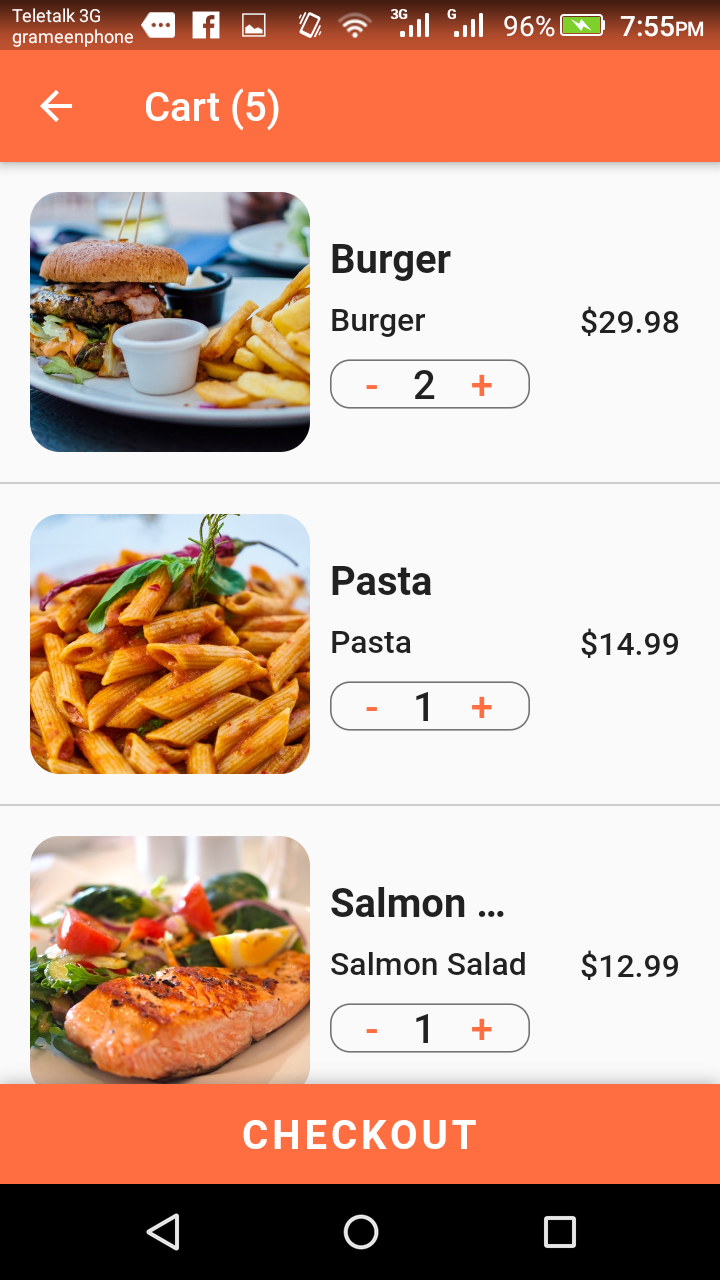 Teletalk 3G
grameenphone
3G
G
96%
7:55PM
Cart (5)
Burger
Burger
$29.98
- 2 +
Pasta
Pasta
$14.99
- 1 +
Salmon ...
Salmon Salad
$12.99
- 1 +
CHECKOUT